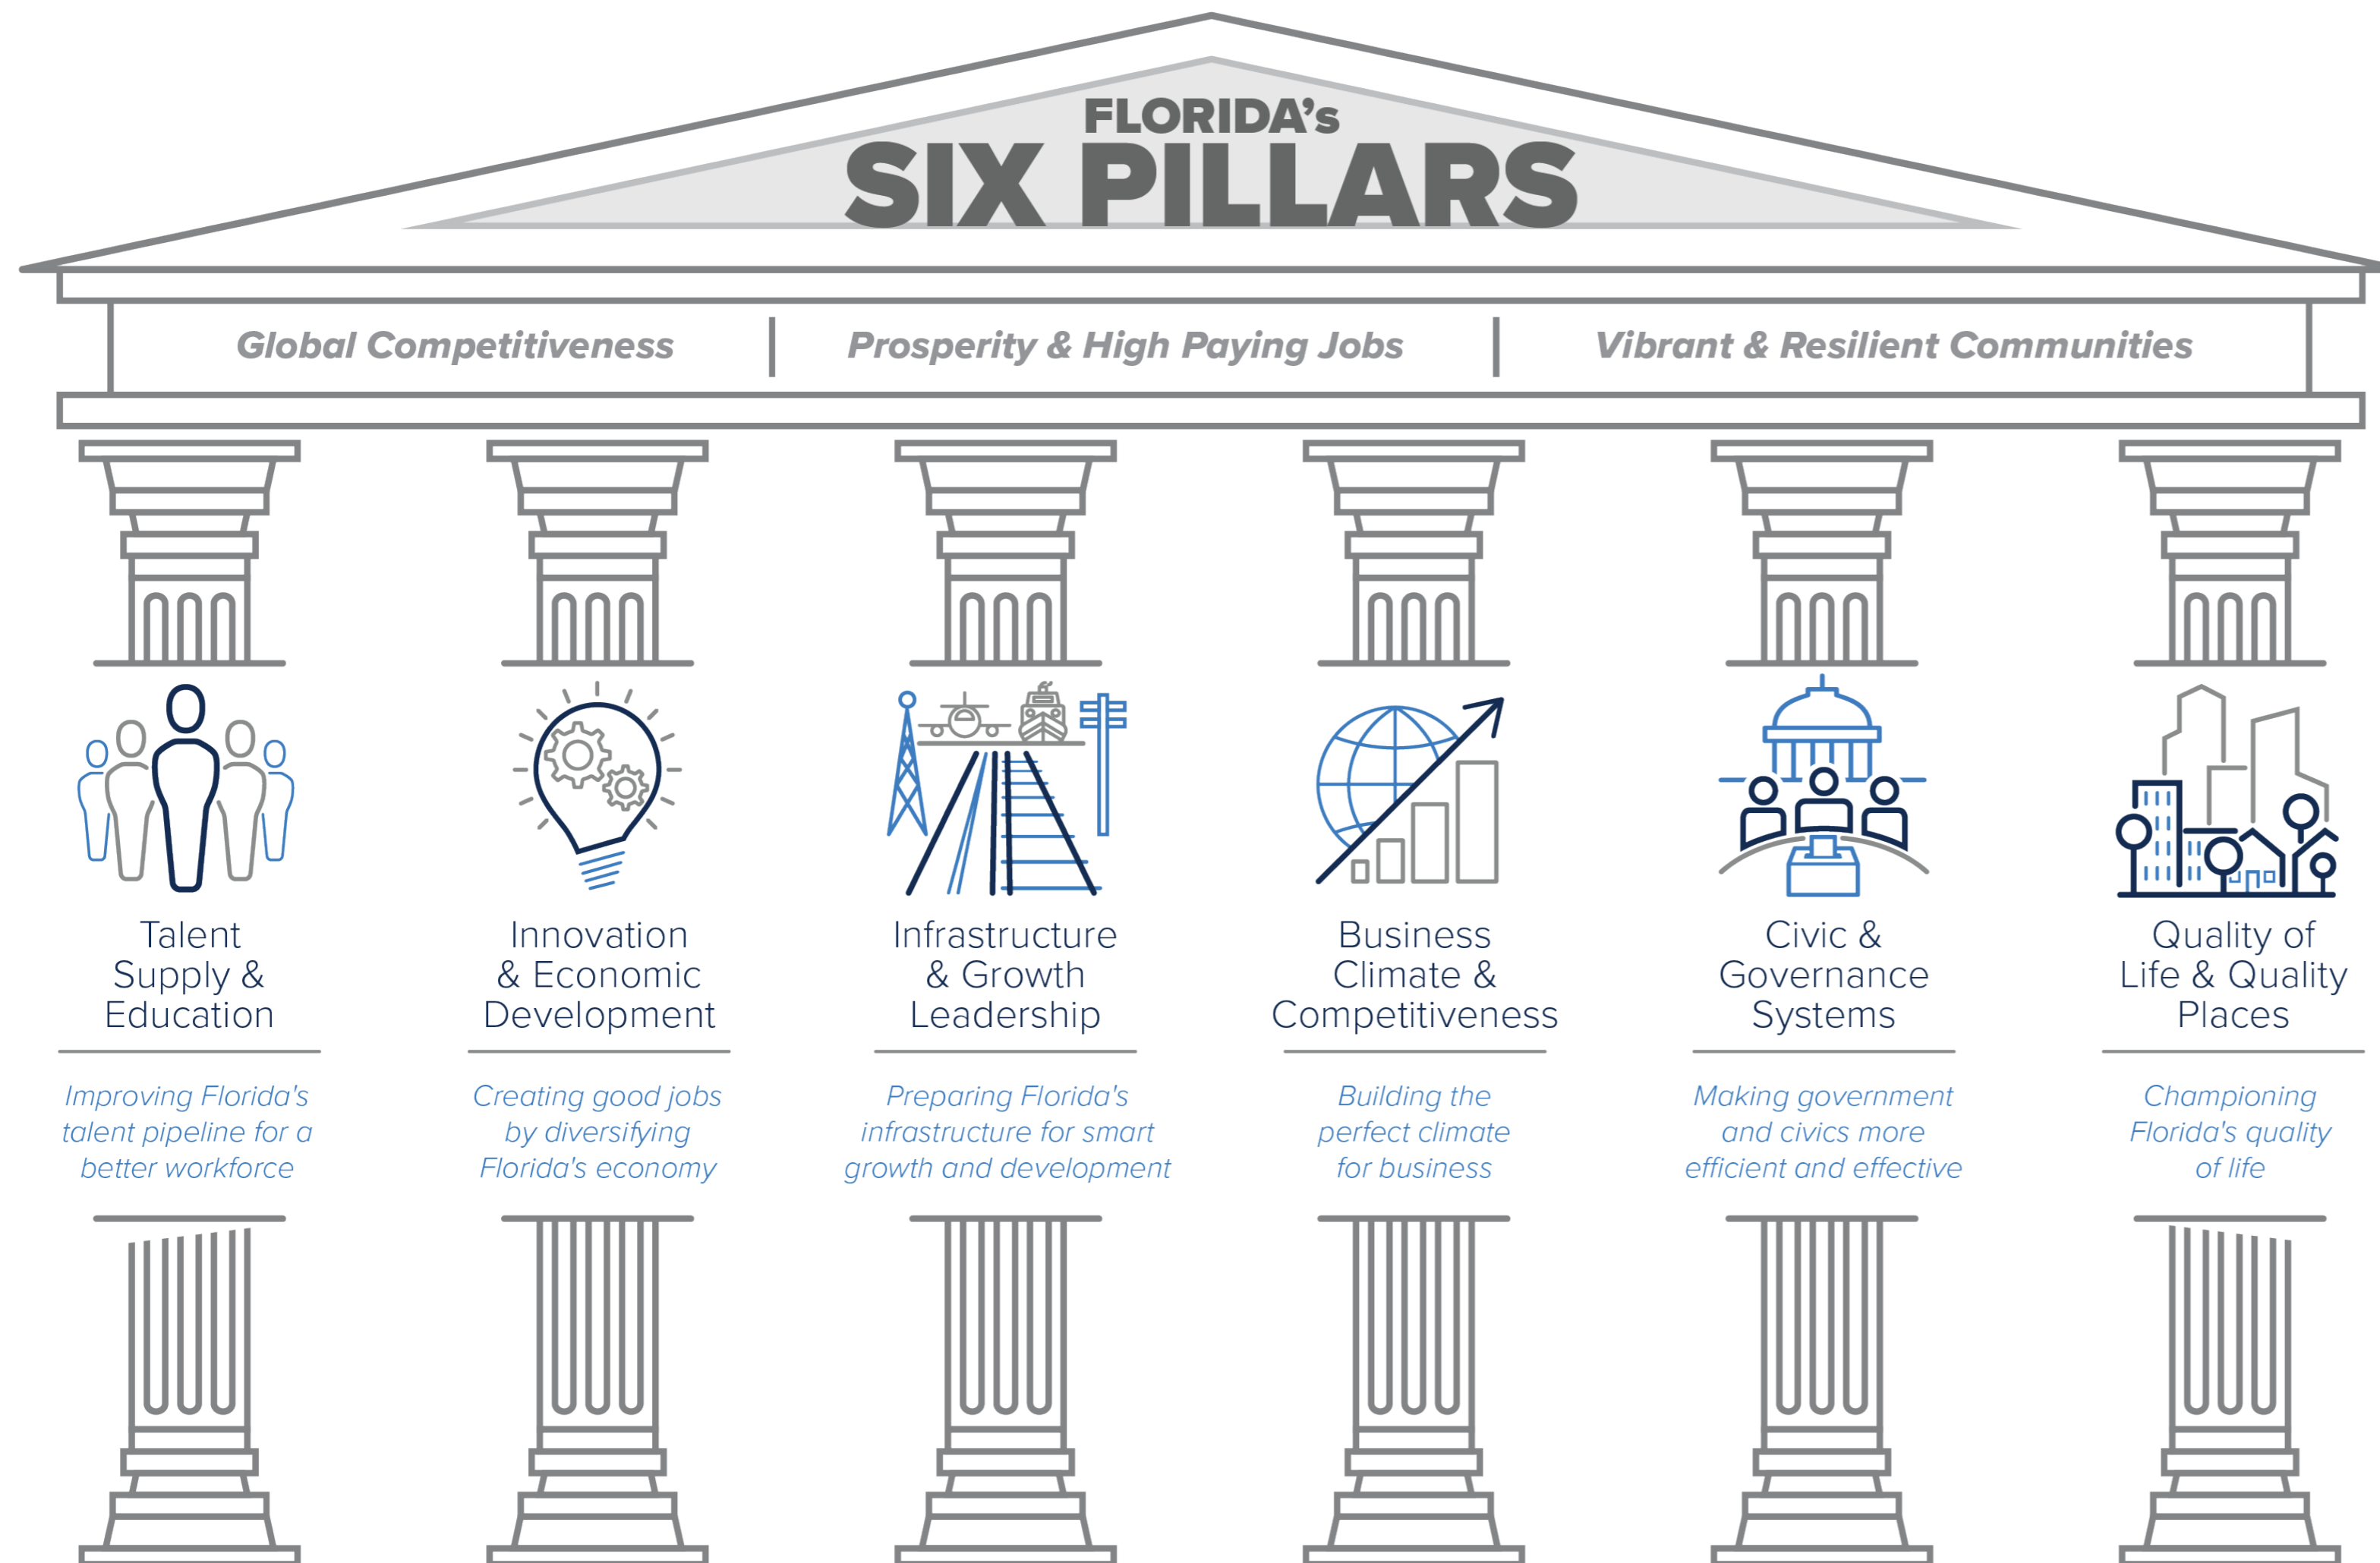 FLORIDA's
SIX PILLARS
Global Competitiveness | Prosperity & High Paying Jobs | Vibrant & Resilient Communities
Talent
Supply &
Education
Improving Florida's
talent pipeline for a
better workforce
Innovation
& Economic
Development
Creating good jobs
by diversifying
Florida's economy
Infrastructure
& Growth
Leadership
Preparing Florida's
infrastructure for smart
growth and development
Business
Climate &
Competitiveness
Building the
perfect climate
for business
Civic &
Governance
Systems
Making government
and civics more
efficient and effective
Quality of
Life & Quality
Places
Championing
Florida's quality
of life